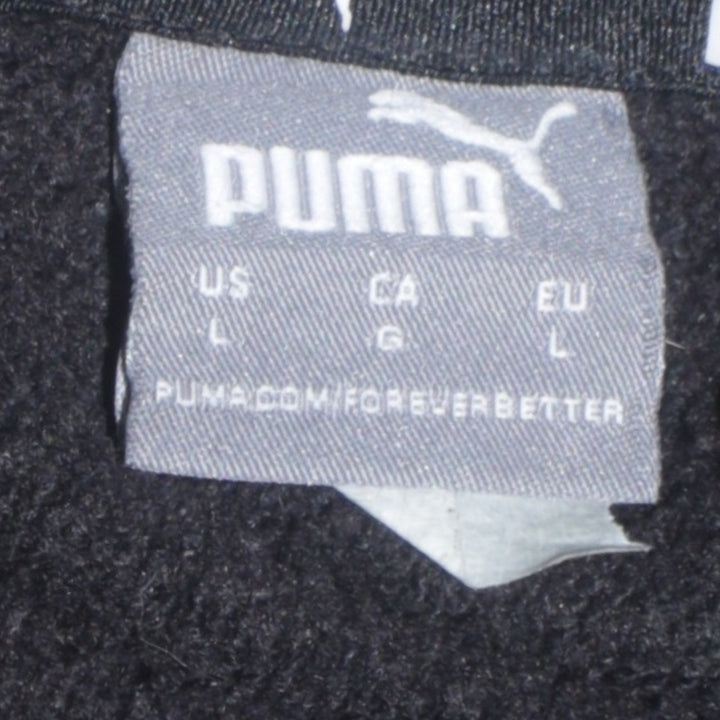 PUMA
US CA EU
L G L
PUMA.COM/FOREVERBETTER